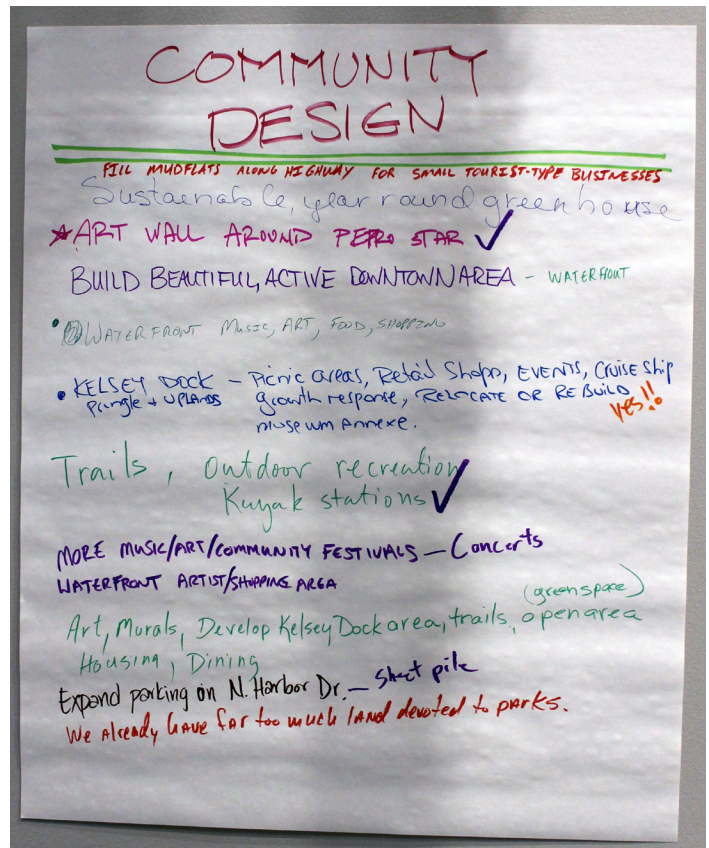 COMMUNITY
DESIGN
FILL MUDFLATS ALONG HIGHWAY FOR SMALL TOURIST-TYPE BUSINESSES
Sustainable, year round greenhouse
★ART WALL AROUND PETRO STAR ✓
BUILD BEAUTIFUL, ACTIVE DOWNTOWN AREA - WATERFRONT
• WATERFRONT MUSIC, ART, FOOD, SHOPPING
• KELSEY DOCK - Picnic areas, Retail Shops, EVENTS, Cruise Ship
Pringle + UPLANDS growth response, RELOCATE OR REBUILD yes!!
museum Annexe.
Trails, Outdoor recreation
Kayak stations ✓
MORE MUSIC/ART/COMMUNITY FESTIVALS - Concerts
WATERFRONT ARTIST/SHOPPING AREA
(greenspace)
Art, Murals, Develop Kelsey Dock area, trails, open area
Housing, Dining
Expand parking on N. Harbor Dr. - sheet pile
We Already have far too much land devoted to parks.